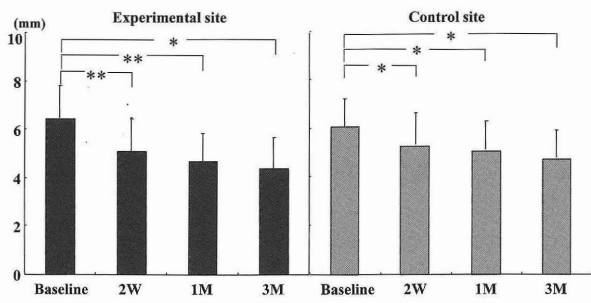 (mm)
Experimental site
Control site
10
8
6
4
2
0
*
**
**
*
*
*
Baseline
2W
1M
3M
Baseline
2W
1M
3M